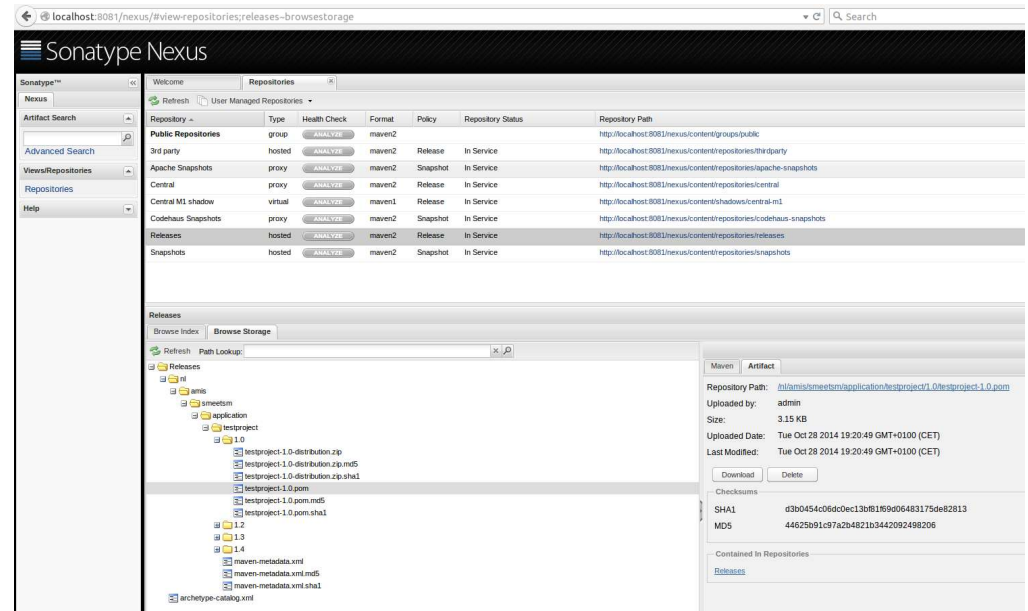 localhost:8081/nexus/#view-repositories;releases~browsestorage
Search
Sonatype Nexus
Sonatype™
Nexus
Artifact Search
Advanced Search
Views/Repositories
Repositories
Help
Welcome
Repositories
Refresh
User Managed Repositories
Repository Type Health Check Format Policy Repository Status Repository Path
Public Repositories group ANALYZE maven2 http://localhost:8081/nexus/content/groups/public
3rd party hosted ANALYZE maven2 Release In Service http://localhost:8081/nexus/content/repositories/thirdparty
Apache Snapshots proxy ANALYZE maven2 Snapshot In Service http://localhost:8081/nexus/content/repositories/apache-snapshots
Central proxy ANALYZE maven2 Release In Service http://localhost:8081/nexus/content/repositories/central
Central M1 shadow virtual ANALYZE maven1 Release In Service http://localhost:8081/nexus/content/shadows/central-m1
Codehaus Snapshots proxy ANALYZE maven2 Snapshot In Service http://localhost:8081/nexus/content/repositories/codehaus-snapshots
Releases hosted ANALYZE maven2 Release In Service http://localhost:8081/nexus/content/repositories/releases
Snapshots hosted ANALYZE maven2 Snapshot In Service http://localhost:8081/nexus/content/repositories/snapshots
Releases
Browse Index
Browse Storage
Refresh
Path Lookup:
Releases
nl
amis
smeetsm
application
testproject
1.0
testproject-1.0-distribution.zip
testproject-1.0-distribution.zip.md5
testproject-1.0-distribution.zip.sha1
testproject-1.0.pom
testproject-1.0.pom.md5
testproject-1.0.pom.sha1
1.2
1.3
1.4
maven-metadata.xml
maven-metadata.xml.md5
maven-metadata.xml.sha1
archetype-catalog.xml
Maven
Artifact
Repository Path: /nl/amis/smeetsm/application/testproject/1.0/testproject-1.0.pom
Uploaded by: admin
Size: 3.15 KB
Uploaded Date: Tue Oct 28 2014 19:20:49 GMT+0100 (CET)
Last Modified: Tue Oct 28 2014 19:20:49 GMT+0100 (CET)
Download
Delete
Checksums
SHA1 d3b0454c06dc0ec13bf81f69d06483175de82813
MD5 44625b91c97a2b4821b3442092498206
Contained In Repositories
Releases